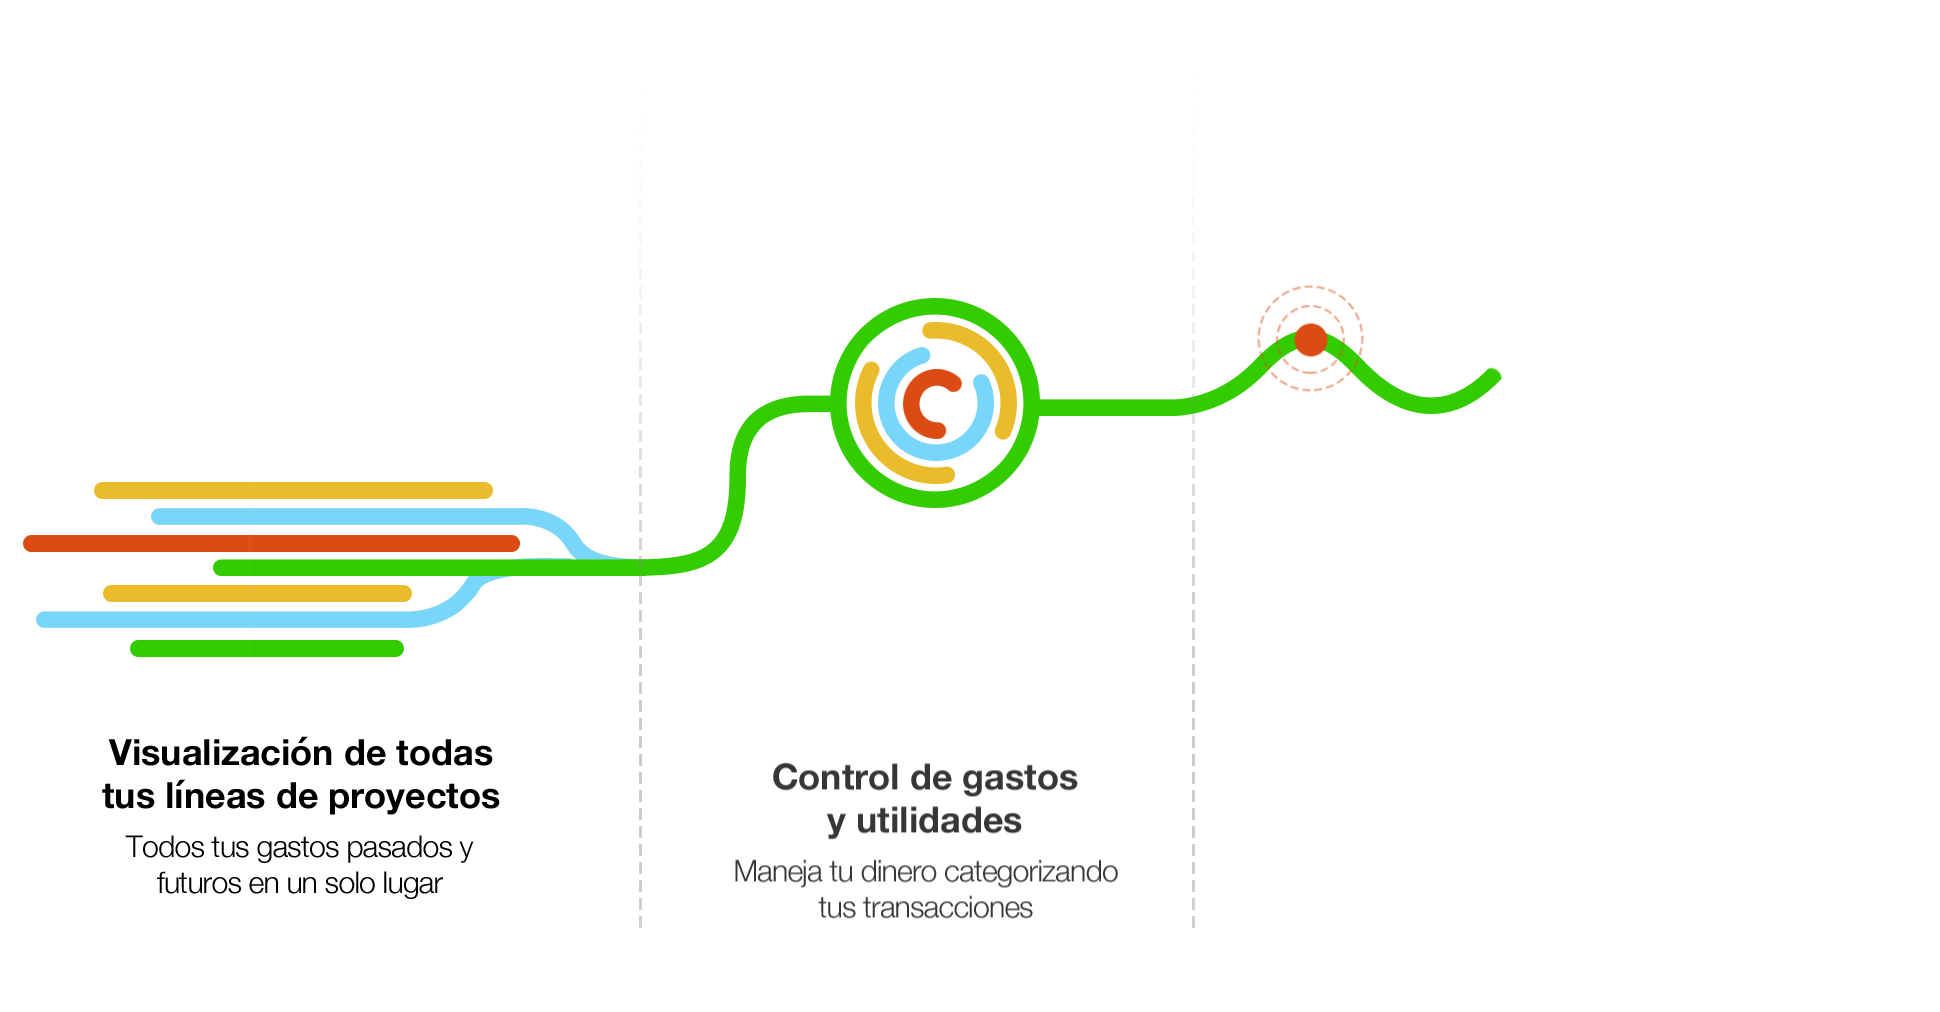 Visualización de todas
tus líneas de proyectos
Todos tus gastos pasados y
futuros en un solo lugar
Control de gastos
y utilidades
Maneja tu dinero categorizando
tus transacciones